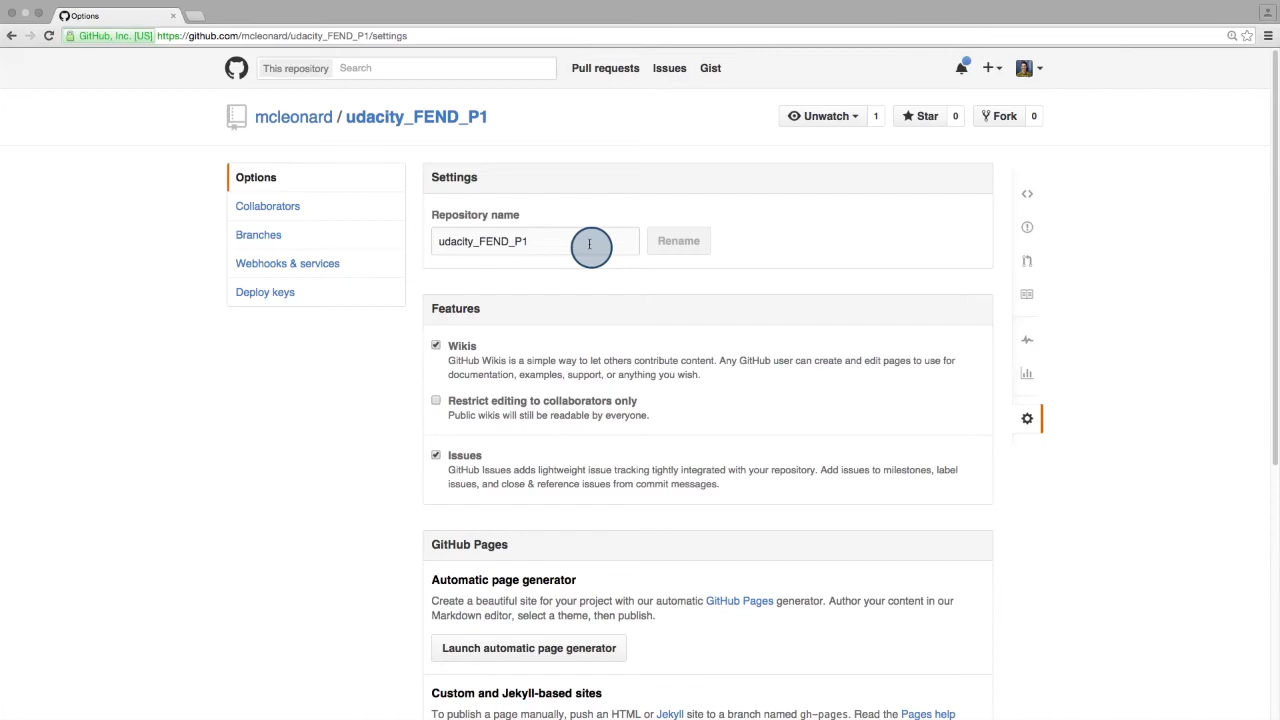 Options
GitHub, Inc. [US] https://github.com/mcleonard/udacity_FEND_P1/settings
This repository Search Pull requests Issues Gist
mcleonard / udacity_FEND_P1 Unwatch 1 Star 0 Fork 0
Options
Collaborators
Branches
Webhooks & services
Deploy keys
Settings
Repository name
udacity_FEND_P1 Rename
Features
Wikis
GitHub Wikis is a simple way to let others contribute content. Any GitHub user can create and edit pages to use for
documentation, examples, support, or anything you wish.
Restrict editing to collaborators only
Public wikis will still be readable by everyone.
Issues
GitHub Issues adds lightweight issue tracking tightly integrated with your repository. Add issues to milestones, label
issues, and close & reference issues from commit messages.
GitHub Pages
Automatic page generator
Create a beautiful site for your project with our automatic GitHub Pages generator. Author your content in our
Markdown editor, select a theme, then publish.
Launch automatic page generator
Custom and Jekyll-based sites
To publish a page manually, push an HTML or Jekyll site to a branch named gh-pages. Read the Pages help